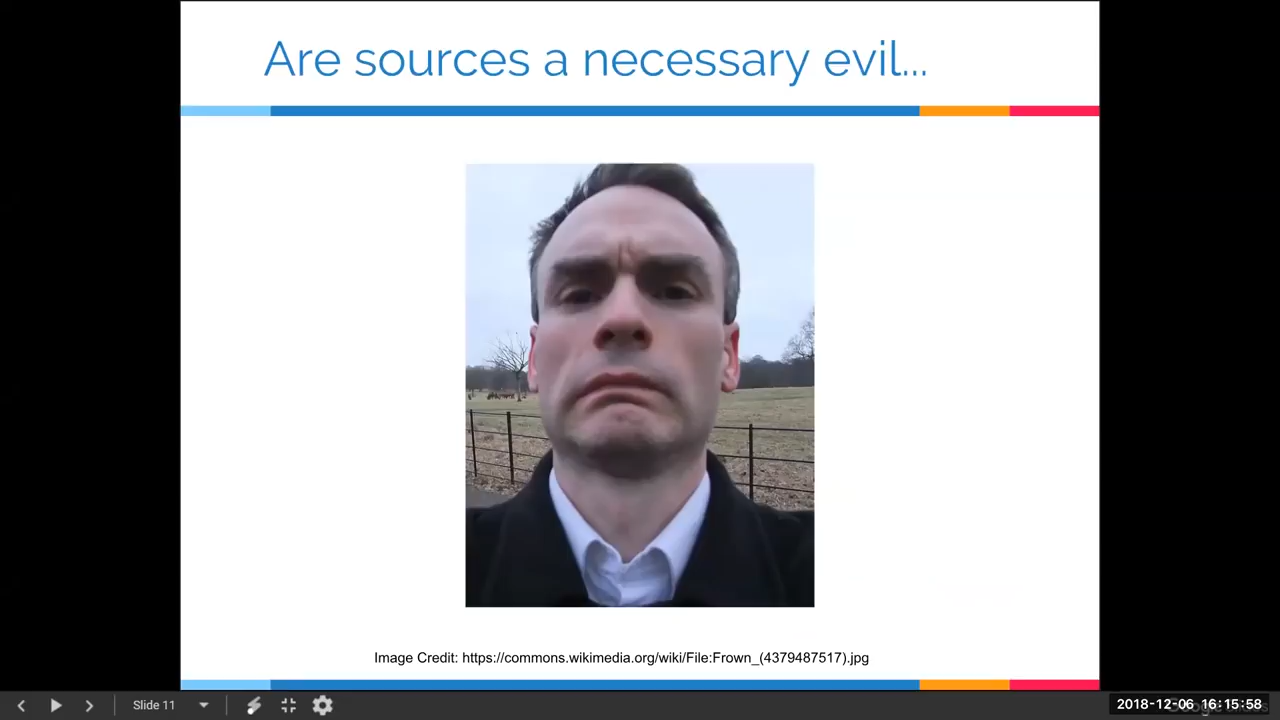 Are sources a necessary evil...
Image Credit: https://commons.wikimedia.org/wiki/File:Frown_(4379487517).jpg
Slide 11
2018-12-06 16:15:58